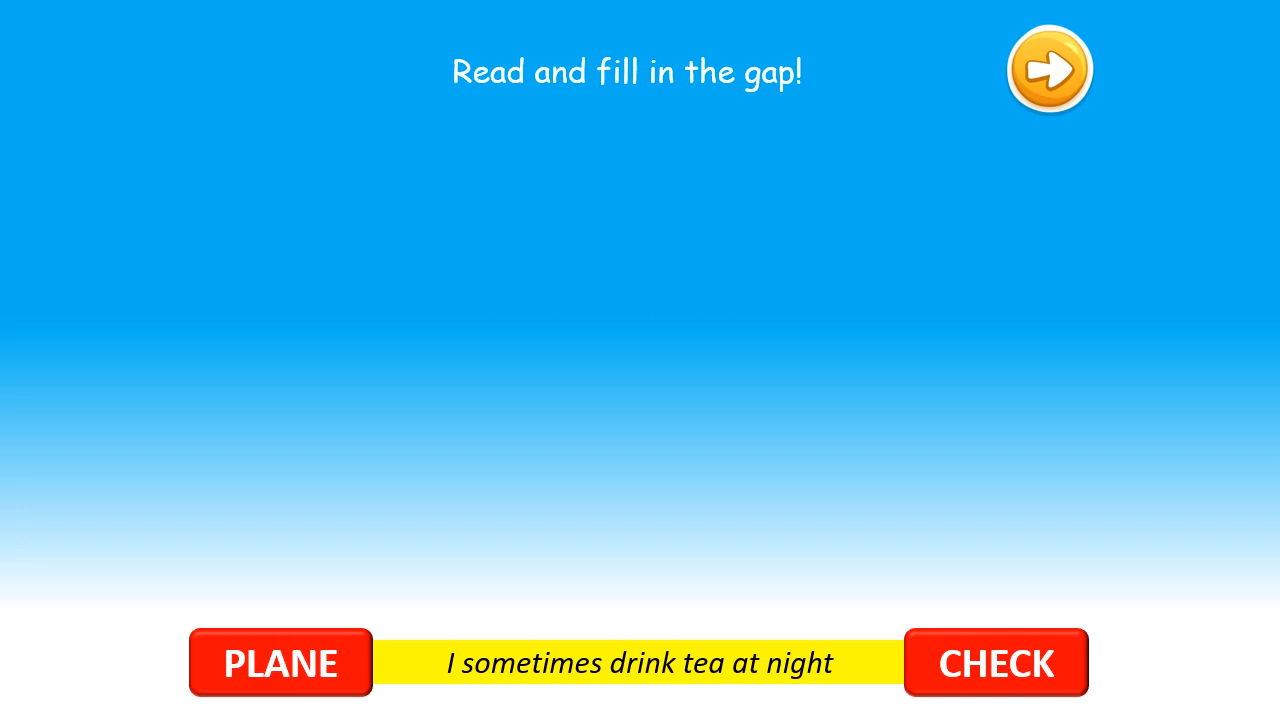 Read and fill in the gap!
PLANE
I sometimes drink tea at night
CHECK